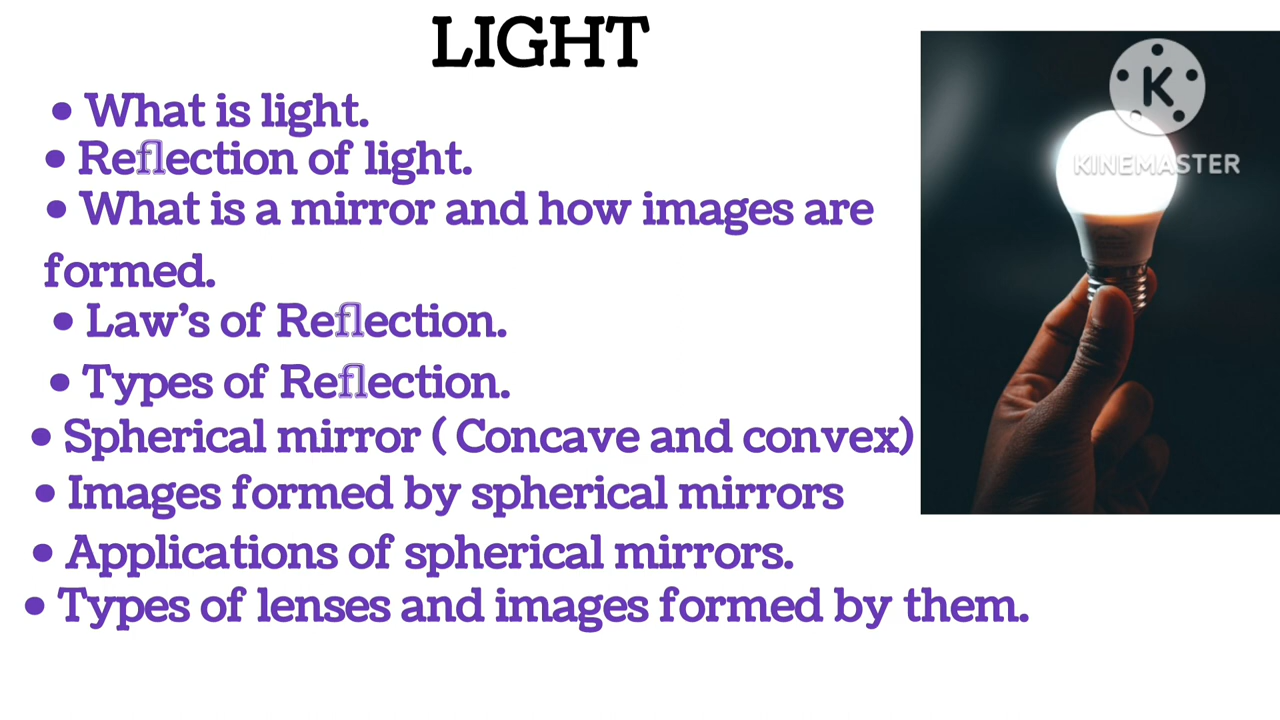 LIGHT
• What is light.
• Reflection of light.
• What is a mirror and how images are
formed.
• Law's of Reflection.
• Types of Reflection.
• Spherical mirror ( Concave and convex)
• Images formed by spherical mirrors
• Applications of spherical mirrors.
• Types of lenses and images formed by them.
K
KINEMASTER